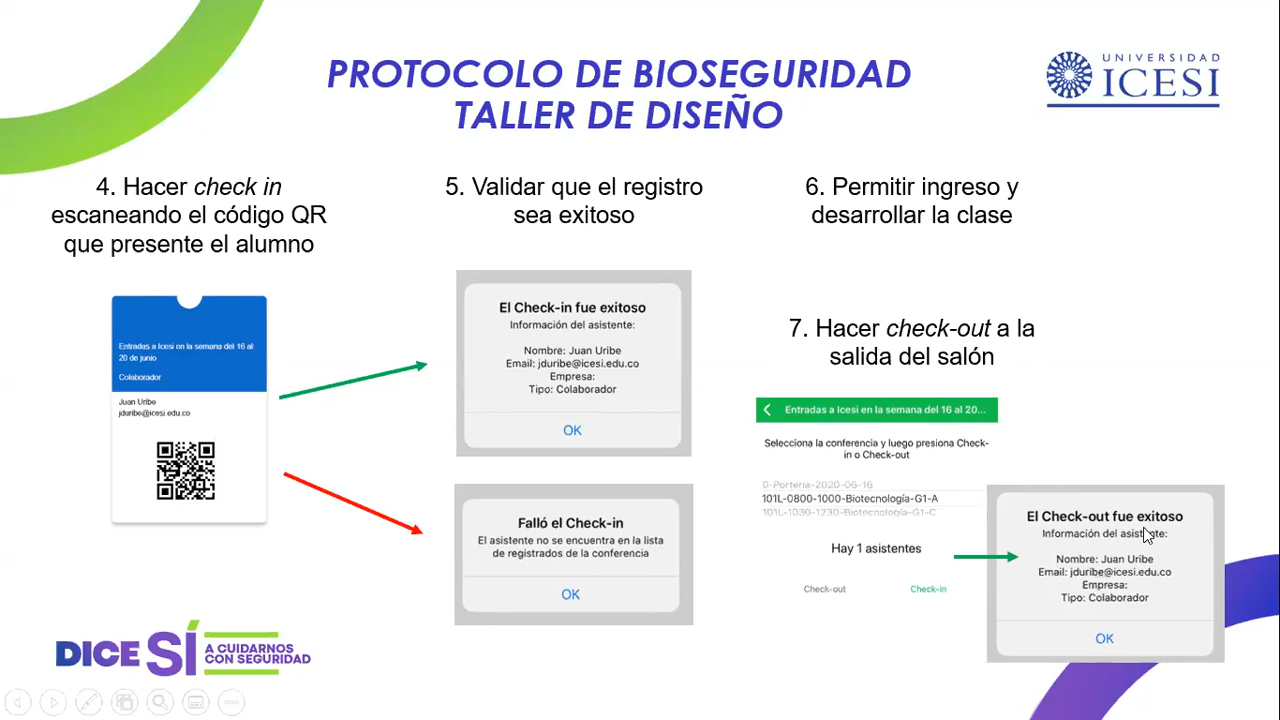 PROTOCOLO DE BIOSEGURIDAD
TALLER DE DISEÑO
UNIVERSIDAD
ICESI
4. Hacer check in
escaneando el código QR
que presente el alumno
Entradas a Icesi en la semana del 16 al
20 de junio
Colaborador
Juan Uribe
jduribe@icesi.edu.co
5. Validar que el registro
sea exitoso
El Check-in fue exitoso
Información del asistente:
Nombre: Juan Uribe
Email: jduribe@icesi.edu.co
Empresa:
Tipo: Colaborador
OK
Falló el Check-in
El asistente no se encuentra en la lista
de registrados de la conferencia
OK
6. Permitir ingreso y
desarrollar la clase
7. Hacer check-out a la
salida del salón
Entradas a Icesi en la semana del 16 al 20...
Selecciona la conferencia y luego presiona Check-
in o Check-out
0-Portería-2020-06-16
101L-0800-1000-Biotecnología-G1-A
101L-1030-1230-Biotecnología-G1-C
Hay 1 asistentes
Check-out
Check-in
El Check-out fue exitoso
Información del asistente:
Nombre: Juan Uribe
Email: jduribe@icesi.edu.co
Empresa:
Tipo: Colaborador
OK
DICE SÍ
A CUIDARNOS
CON SEGURIDAD